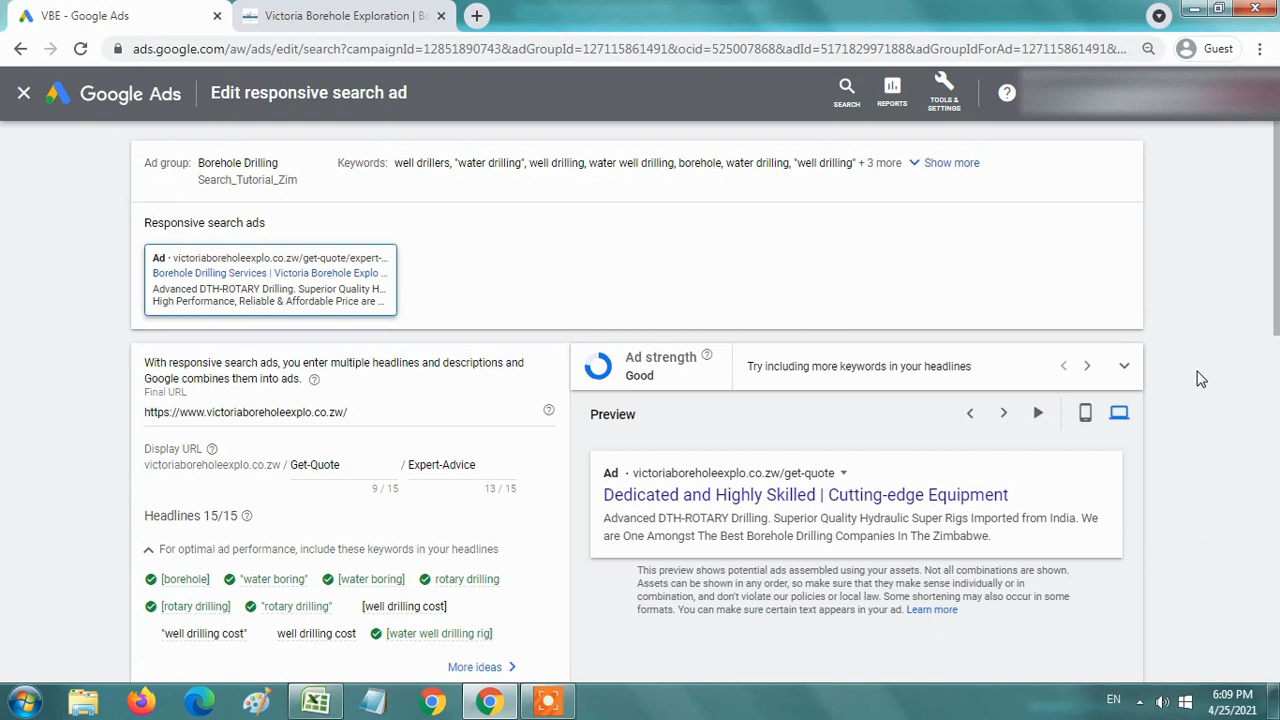 VBE - Google Ads
Victoria Borehole Exploration | Bo
ads.google.com/aw/ads/edit/search?campaignId=12851890743&adGroupId=127115861491&ocid=525007868&adId=517182997188&adGroupIdForAd=127115861491&...
Guest
Google Ads
Edit responsive search ad
SEARCH
REPORTS
TOOLS &
SETTINGS
Ad group:
Borehole Drilling
Search_Tutorial_Zim
Keywords:
well drillers, "water drilling", well drilling, water well drilling, borehole, water drilling, "well drilling" + 3 more
Show more
Responsive search ads
Ad · victoriaboreholeexplo.co.zw/get-quote/expert-...
Borehole Drilling Services | Victoria Borehole Explo ...
Advanced DTH-ROTARY Drilling. Superior Quality H...
High Performance, Reliable & Affordable Price are ...
With responsive search ads, you enter multiple headlines and descriptions and
Google combines them into ads.
Final URL
https://www.victoriaboreholeexplo.co.zw/
Display URL
victoriaboreholeexplo.co.zw / Get-Quote / Expert-Advice
9 / 15
13 / 15
Headlines 15/15
For optimal ad performance, include these keywords in your headlines
[borehole] "water boring" [water boring] rotary drilling
[rotary drilling] "rotary drilling" [well drilling cost]
"well drilling cost" well drilling cost [water well drilling rig]
More ideas
Ad strength
Good
Try including more keywords in your headlines
Preview
Ad · victoriaboreholeexplo.co.zw/get-quote
Dedicated and Highly Skilled | Cutting-edge Equipment
Advanced DTH-ROTARY Drilling. Superior Quality Hydraulic Super Rigs Imported from India. We
are One Amongst The Best Borehole Drilling Companies In The Zimbabwe.
This preview shows potential ads assembled using your assets. Not all combinations are shown.
Assets can be shown in any order, so make sure that they make sense individually or in
combination, and don't violate our policies or local law. Some shortening may also occur in some
formats. You can make sure certain text appears in your ad. Learn more
EN
6:09 PM
4/25/2021